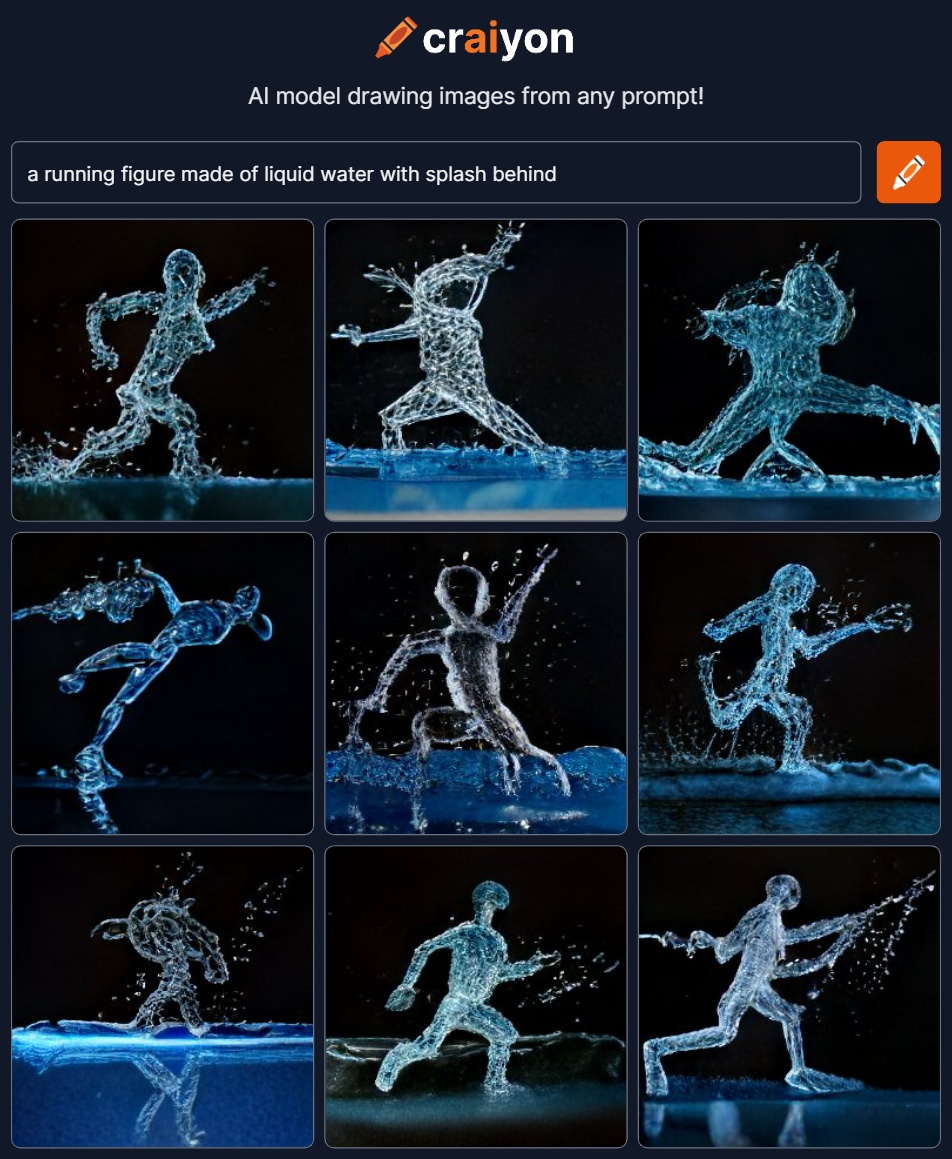 craiyon
AI model drawing images from any prompt!
a running figure made of liquid water with splash behind